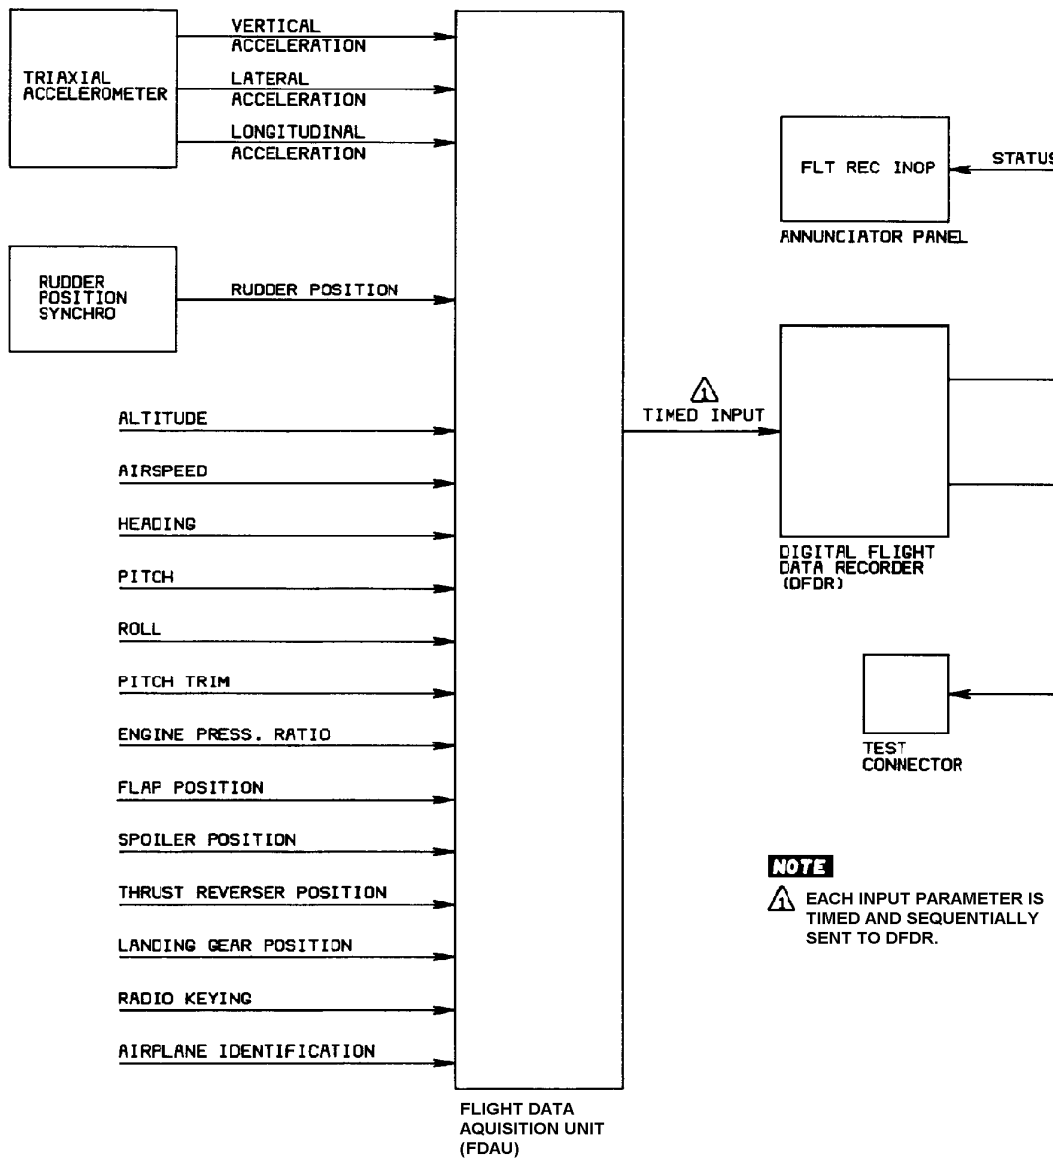 VERTICAL
ACCELERATION
TRIAXIAL
ACCELEROMETER
LATERAL
ACCELERATION
LONGITUDINAL
ACCELERATION
FLT REC INOP
STATUS
ANNUNCIATOR PANEL
RUDDER
POSITION
SYNCHRO
RUDDER POSITION
1
TIMED INPUT
ALTITUDE
AIRSPEED
HEADING
PITCH
ROLL
PITCH TRIM
ENGINE PRESS. RATIO
FLAP POSITION
SPOILER POSITION
THRUST REVERSER POSITION
LANDING GEAR POSITION
RADIO KEYING
AIRPLANE IDENTIFICATION
DIGITAL FLIGHT
DATA RECORDER
(DFDR)
TEST
CONNECTOR
NOTE
1 EACH INPUT PARAMETER IS
TIMED AND SEQUENTIALLY
SENT TO DFDR.
FLIGHT DATA
AQUISITION UNIT
(FDAU)